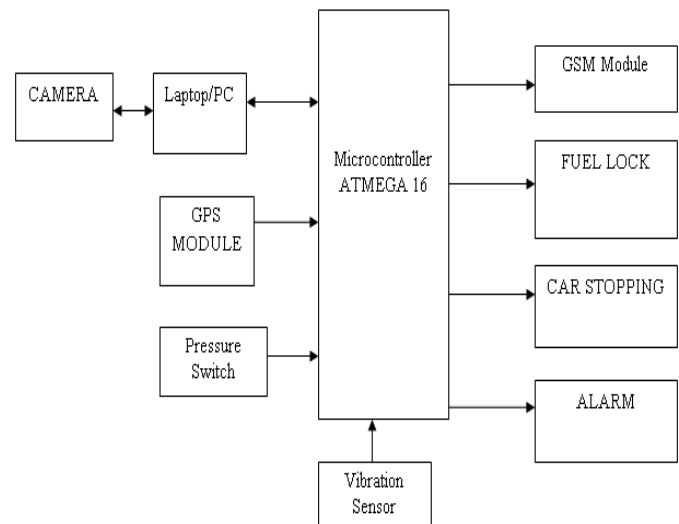 CAMERA
Laptop/PC
GPS
MODULE
Pressure
Switch
Microcontroller
ATMEGA 16
Vibration
Sensor
GSM Module
FUEL LOCK
CAR STOPPING
ALARM